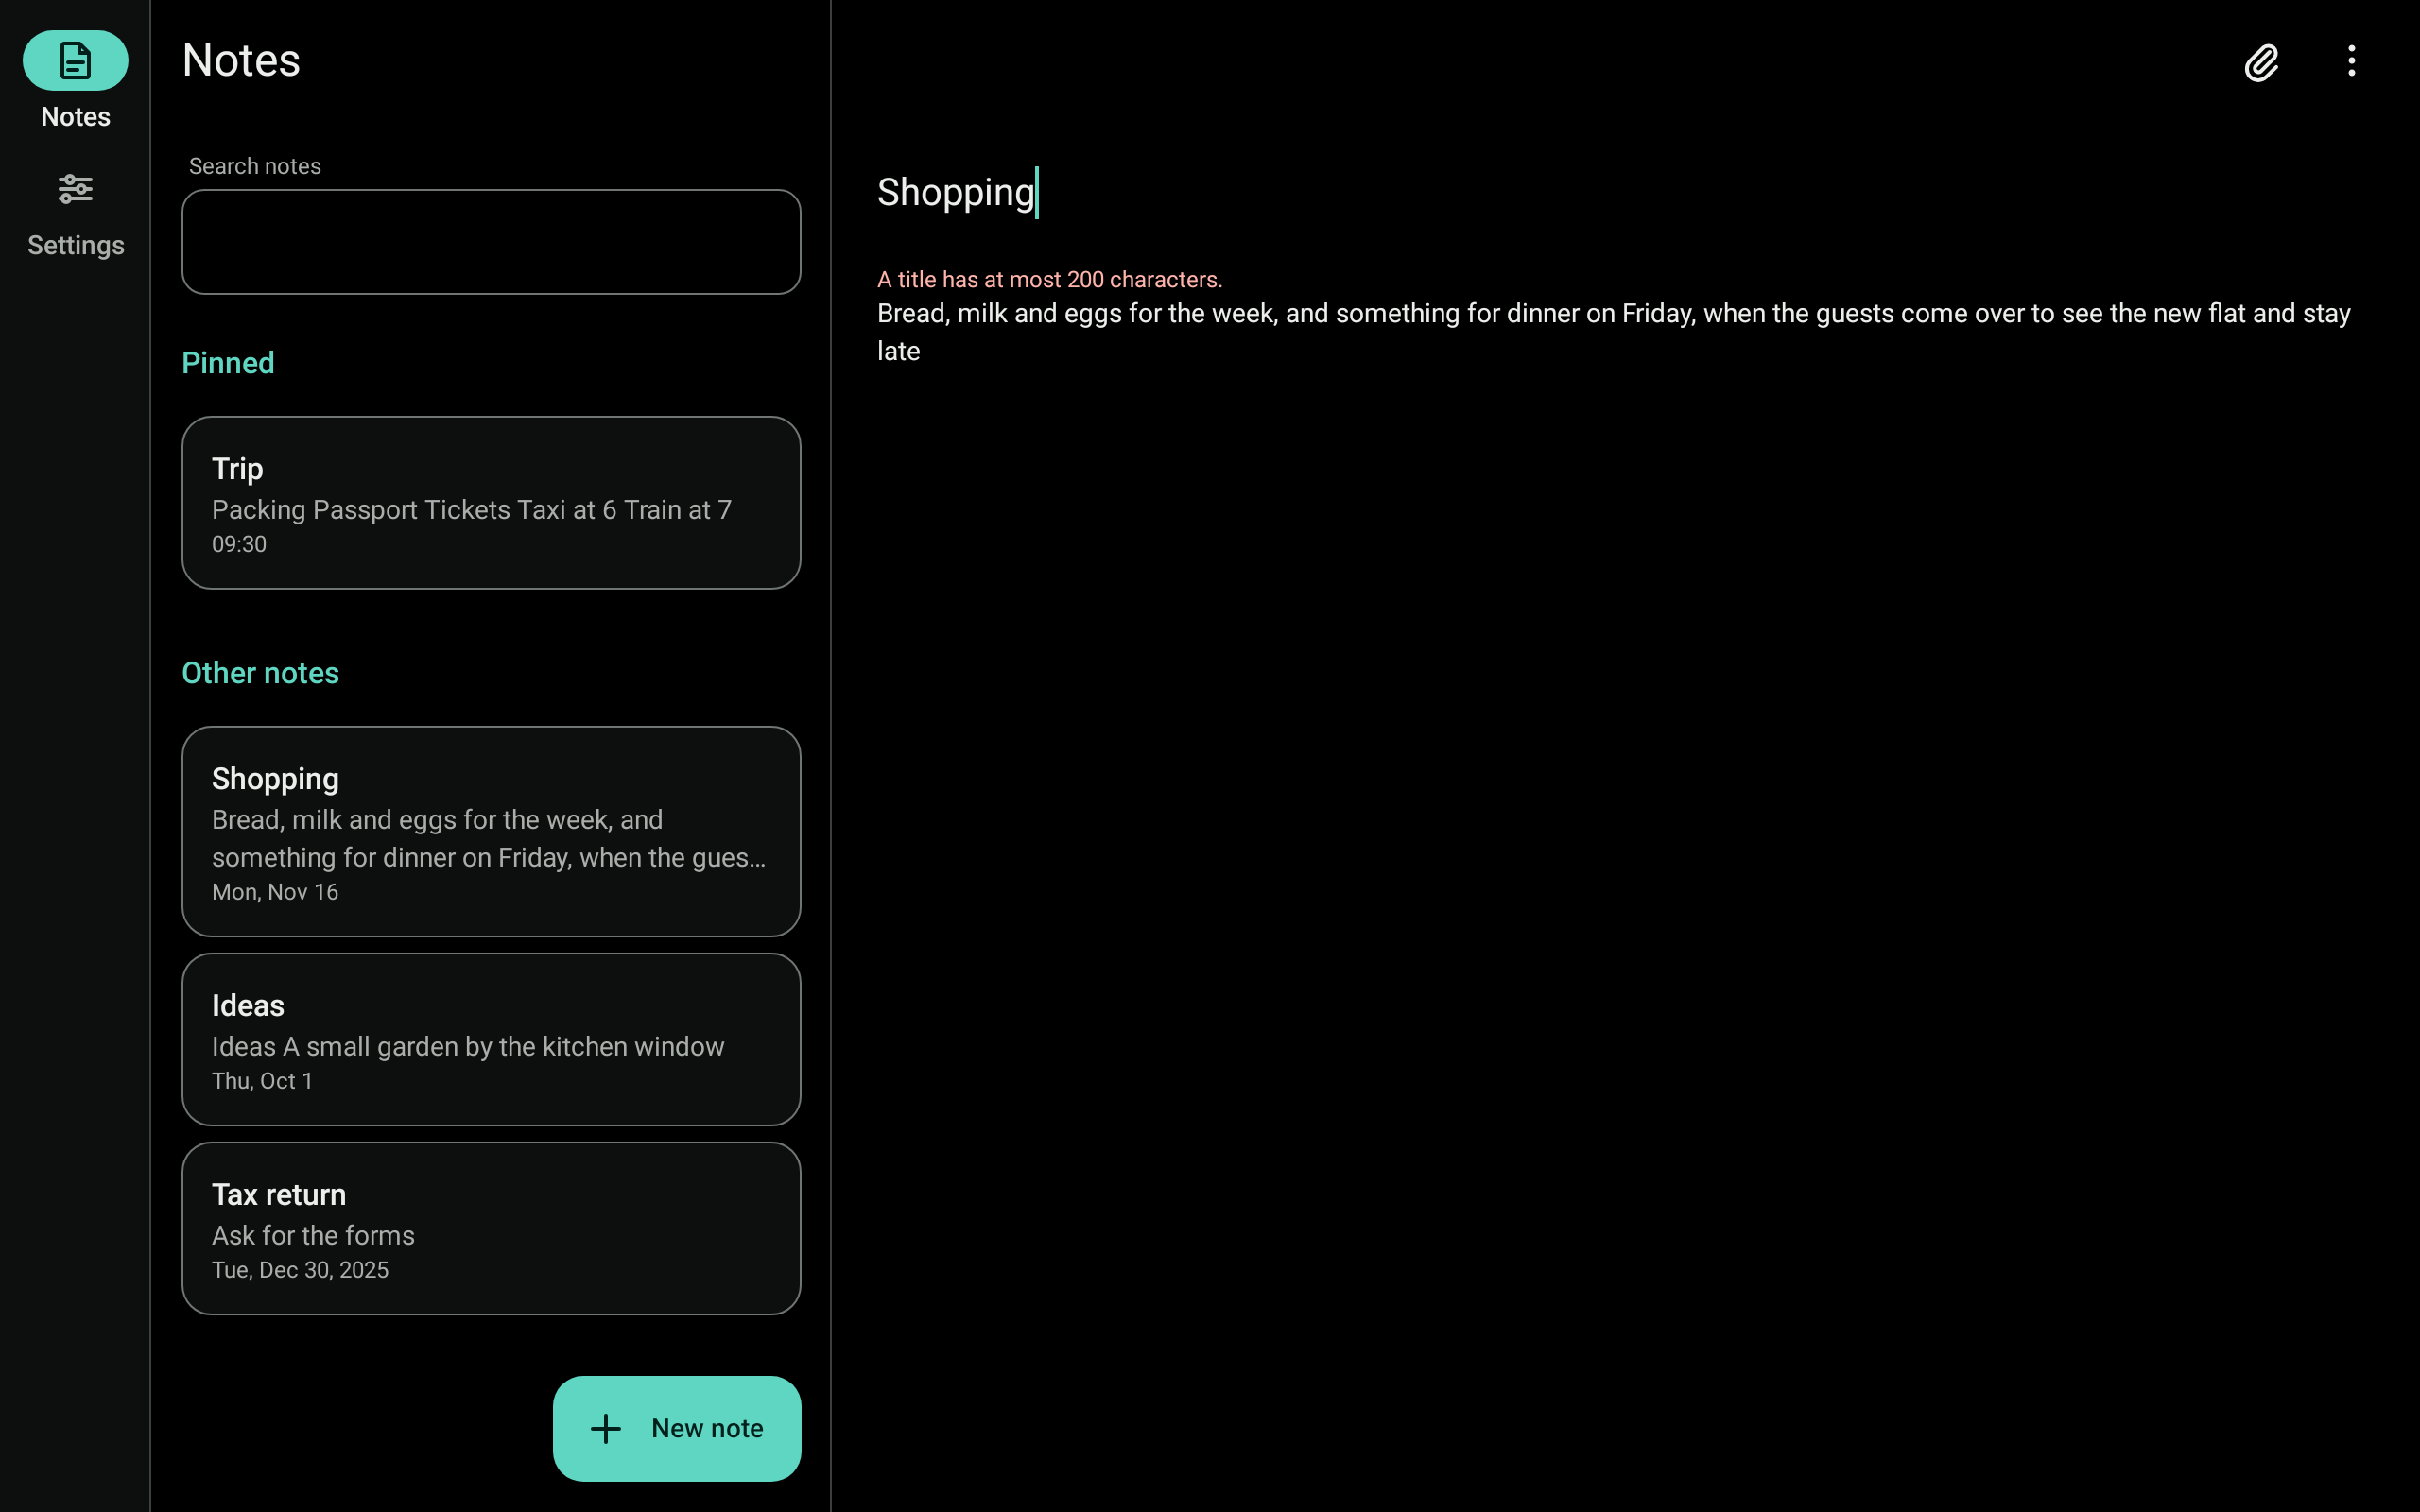 Notes
Settings
Notes
Search notes
Pinned
Trip
Packing Passport Tickets Taxi at 6 Train at 7
09:30
Other notes
Shopping
Bread, milk and eggs for the week, and
something for dinner on Friday, when the gues…
Mon, Nov 16
Ideas
Ideas A small garden by the kitchen window
Thu, Oct 1
Tax return
Ask for the forms
Tue, Dec 30, 2025
New note
Shopping
A title has at most 200 characters.
Bread, milk and eggs for the week, and something for dinner on Friday, when the guests come over to see the new flat and stay
late